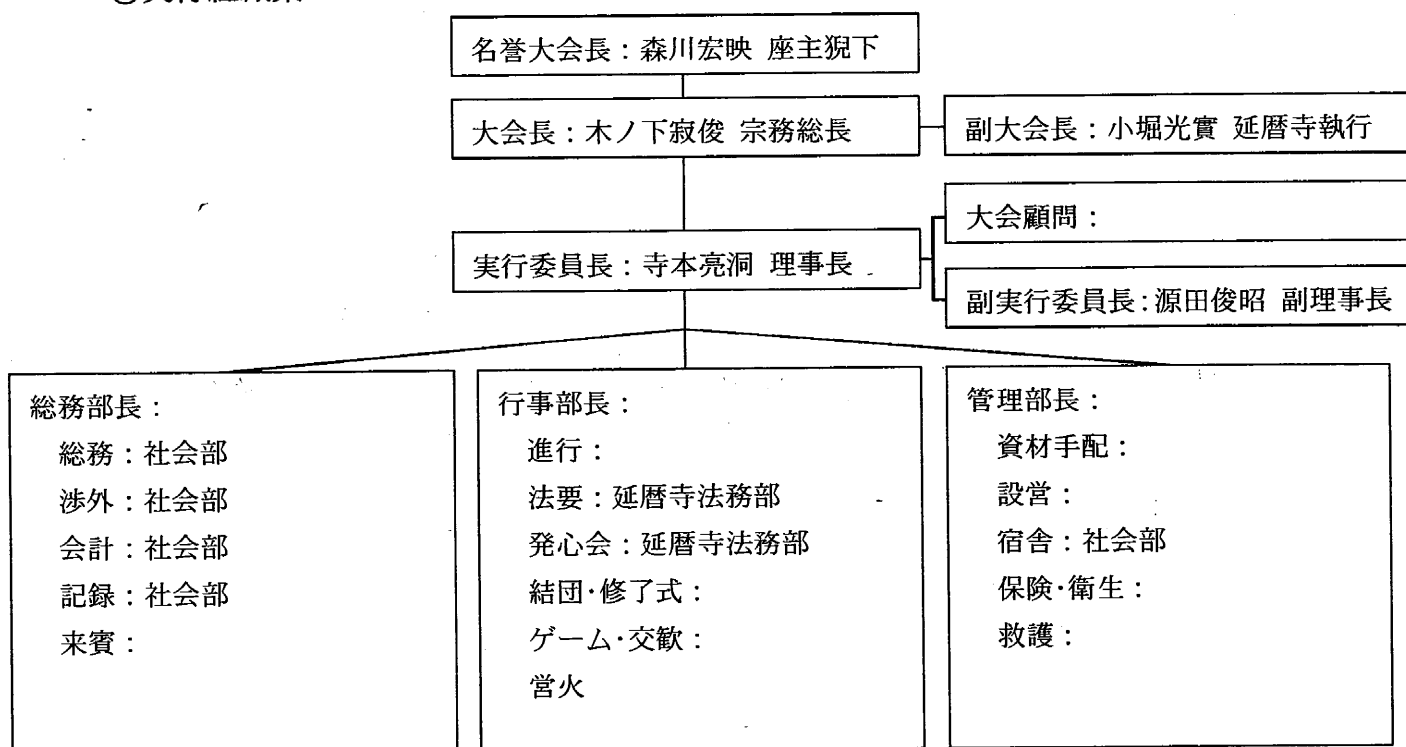 名誉大会長：森川宏映 座主猊下
大会長：木ノ下寂俊 宗務総長
副大会長：小堀光實 延暦寺執行
大会顧問：
実行委員長：寺本亮洞 理事長
副実行委員長：源田俊昭 副理事長
総務部長：
総務：社会部
渉外：社会部
会計：社会部
記録：社会部
来賓：
行事部長：
進行：
法要：延暦寺法務部
発心会：延暦寺法務部
結団・修了式：
ゲーム・交歓：
営火
管理部長：
資材手配：
設営：
宿舎：社会部
保険・衛生：
救護：